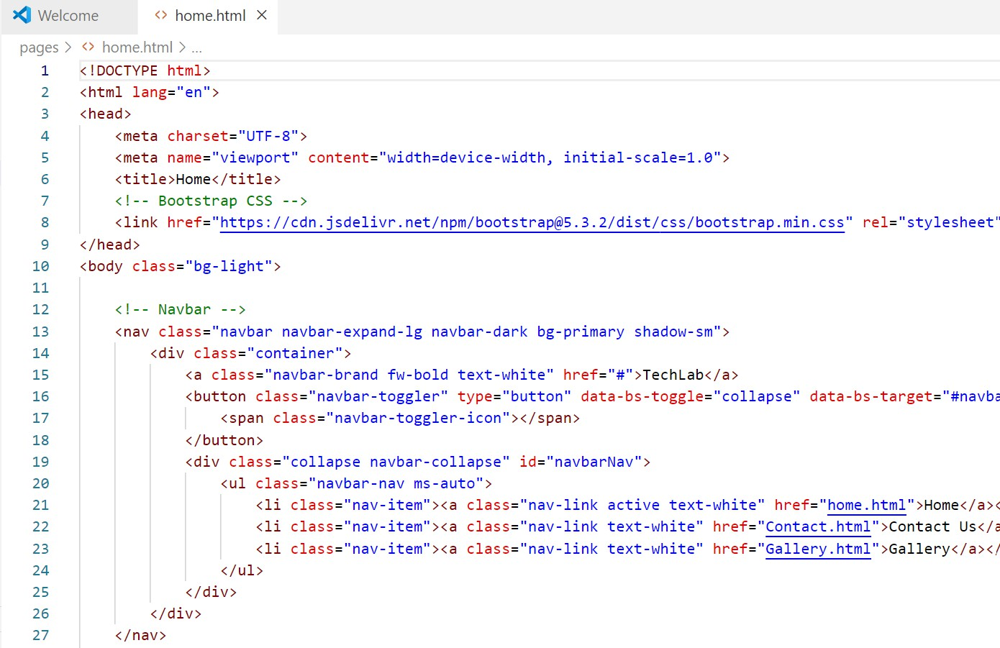 Welcome
home.html
pages > home.html > ...
1 <!DOCTYPE html>
2 <html lang="en">
3 <head>
4     <meta charset="UTF-8">
5     <meta name="viewport" content="width=device-width, initial-scale=1.0">
6     <title>Home</title>
7     <!-- Bootstrap CSS -->
8     <link href="https://cdn.jsdelivr.net/npm/bootstrap@5.3.2/dist/css/bootstrap.min.css" rel="stylesheet"
9 </head>
10 <body class="bg-light">
11
12     <!-- Navbar -->
13     <nav class="navbar navbar-expand-lg navbar-dark bg-primary shadow-sm">
14         <div class="container">
15             <a class="navbar-brand fw-bold text-white" href="#">TechLab</a>
16             <button class="navbar-toggler" type="button" data-bs-toggle="collapse" data-bs-target="#navba
17                 <span class="navbar-toggler-icon"></span>
18             </button>
19             <div class="collapse navbar-collapse" id="navbarNav">
20                 <ul class="navbar-nav ms-auto">
21                     <li class="nav-item"><a class="nav-link active text-white" href="home.html">Home</a><
22                     <li class="nav-item"><a class="nav-link text-white" href="Contact.html">Contact Us</a
23                     <li class="nav-item"><a class="nav-link text-white" href="Gallery.html">Gallery</a></
24                 </ul>
25             </div>
26         </div>
27     </nav>